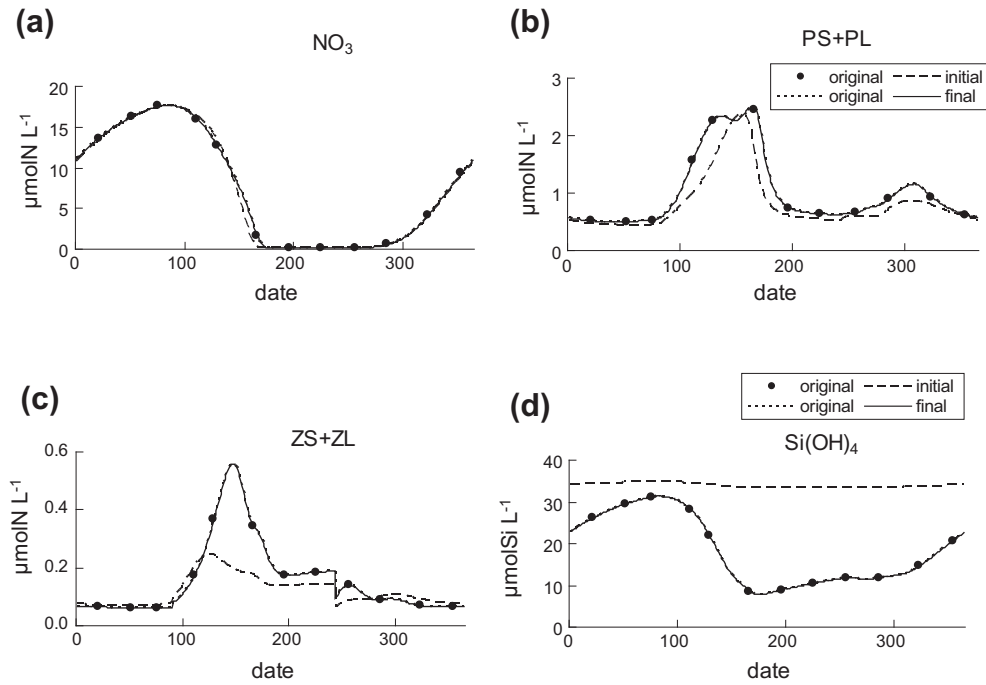 (a)
NO₃
μmolN L⁻¹
20
15
10
5
0
0 100 200 300
date
(b)
PS+PL
original initial
original final
μmolN L⁻¹
3
2
1
0
0 100 200 300
date
(c)
ZS+ZL
μmolN L⁻¹
0.6
0.4
0.2
0.0
0 100 200 300
date
original initial
original final
(d)
Si(OH)₄
μmolSi L⁻¹
40
30
20
10
0
0 100 200 300
date